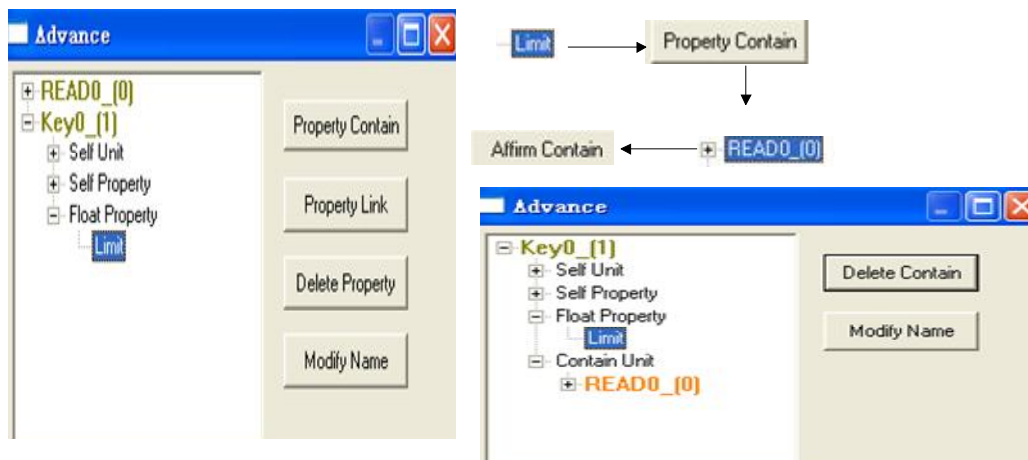 Advance
READ0_(0)
Key0_(1)
Self Unit
Self Property
Float Property
Limit
Property Contain
Property Link
Delete Property
Modify Name
Limit
Property Contain
READ0_(0)
Affirm Contain
Advance
Key0_(1)
Self Unit
Self Property
Float Property
Limit
Contain Unit
READ0_(0)
Delete Contain
Modify Name